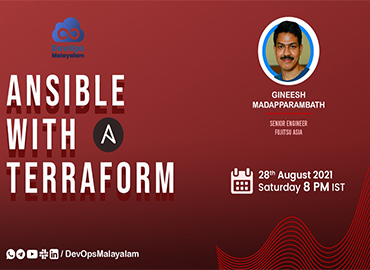 DevOps
Malayalam
ANSIBLE
WITH
TERRAFORM
GINEESH
MADAPPARAMBATH
SENIOR ENGINEER
FUJITSU ASIA
28th August 2021
Saturday 8 PM IST
/ DevOpsMalayalam